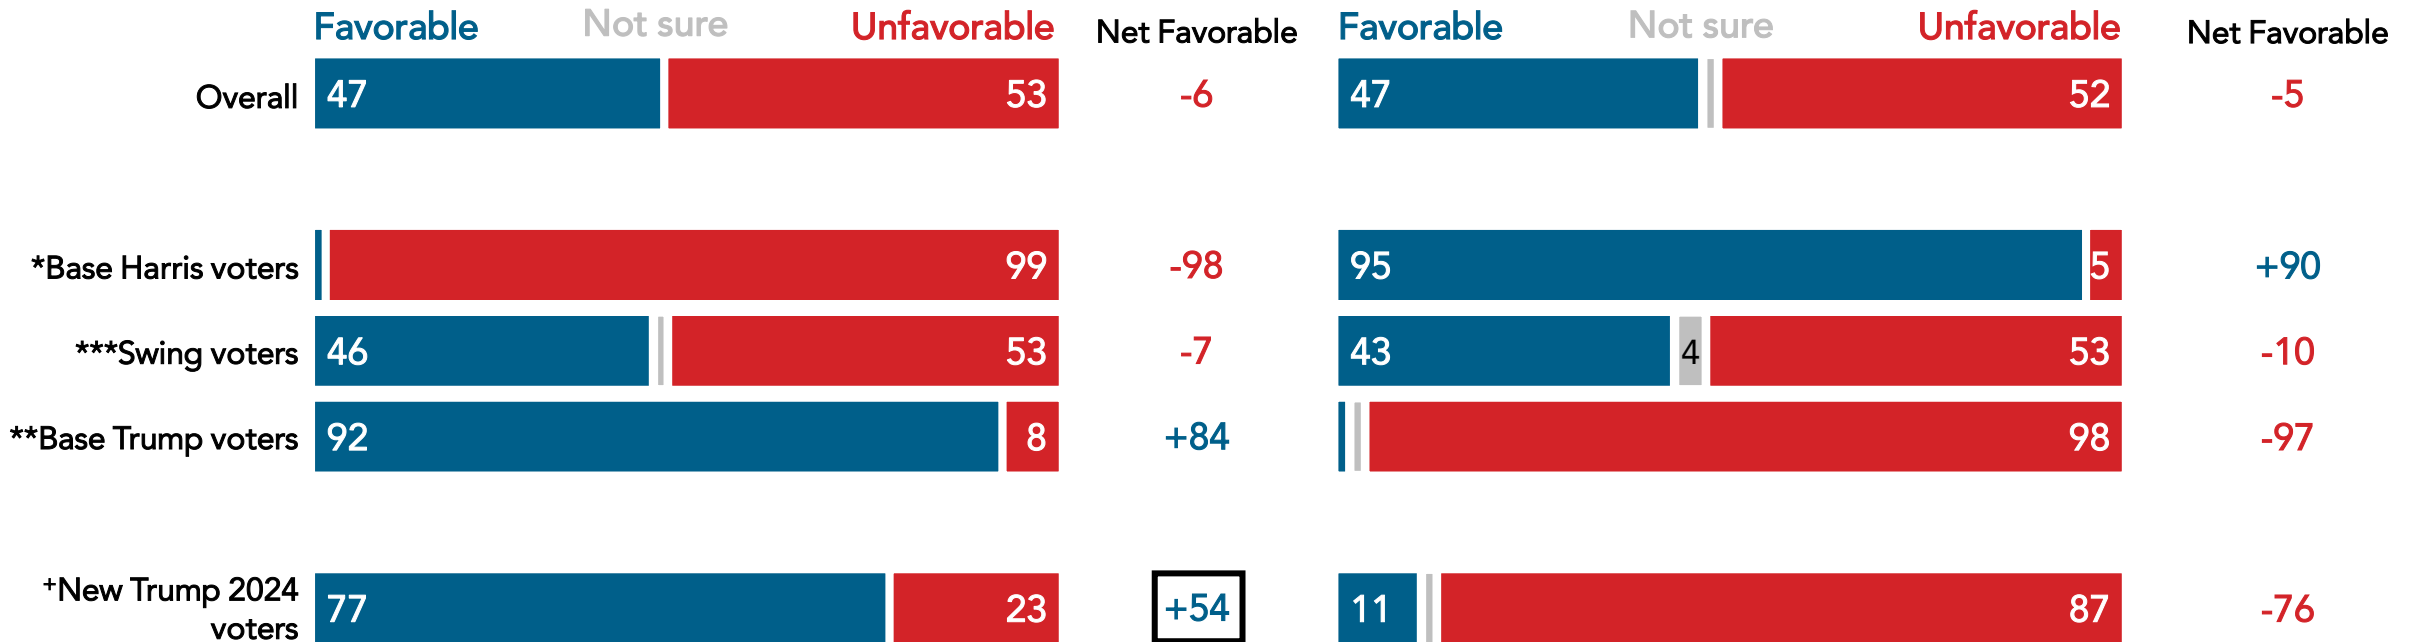 Favorable Not sure Unfavorable Net Favorable Favorable Not sure Unfavorable Net Favorable
Overall 47 53 -6 47 52 -5
*Base Harris voters 99 -98 95 5 +90
***Swing voters 46 53 -7 43 4 53 -10
**Base Trump voters 92 8 +84 98 -97
+New Trump 2024
voters 77 23 +54 11 87 -76